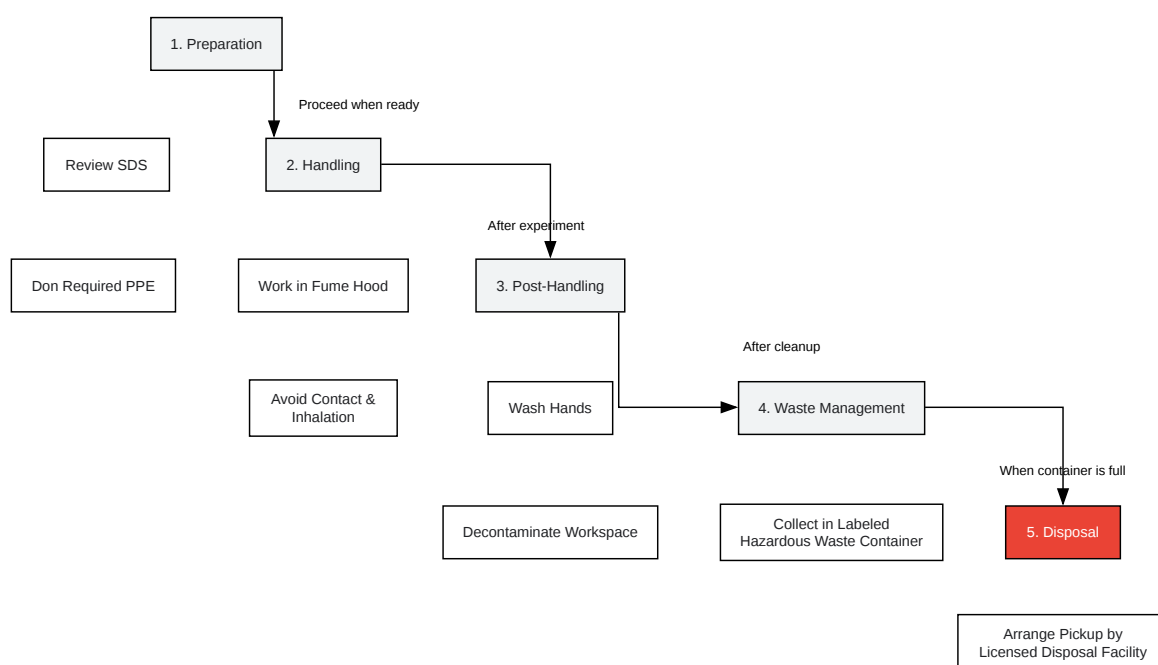 1. Preparation
Proceed when ready
Review SDS
2. Handling
After experiment
Don Required PPE
Work in Fume Hood
3. Post-Handling
After cleanup
Avoid Contact &
Inhalation
Wash Hands
4. Waste Management
When container is full
Decontaminate Workspace
Collect in Labeled
Hazardous Waste Container
5. Disposal
Arrange Pickup by
Licensed Disposal Facility